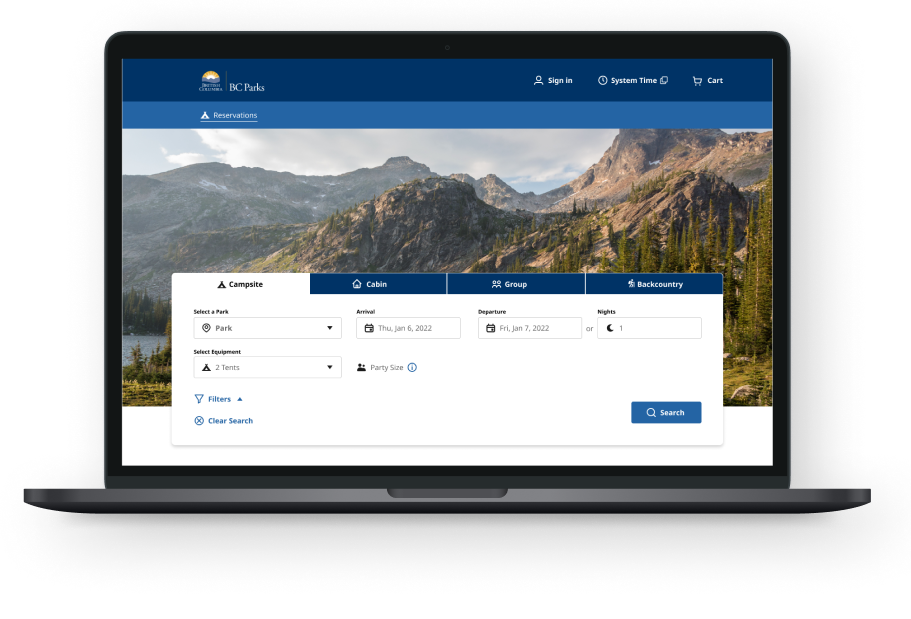 BRITISH
COLUMBIA
BC Parks
Sign in
System Time
Cart
Reservations
Campsite
Cabin
Group
Backcountry
Select a Park
Arrival
Departure
Nights
Park
Thu, Jan 6, 2022
Fri, Jan 7, 2022
or
1
Select Equipment
2 Tents
Party Size
Filters
Clear Search
Search